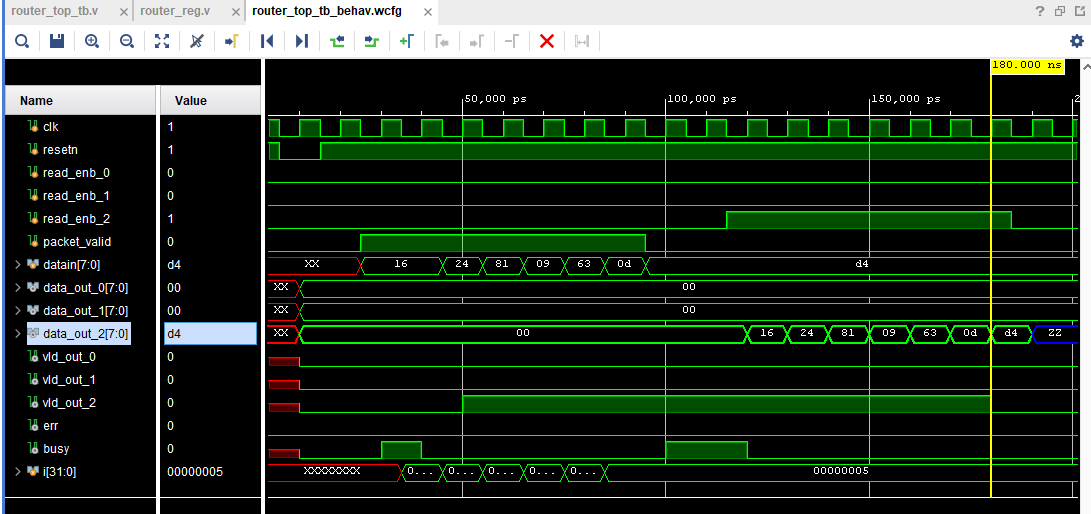 router_top_tb.v × router_reg.v × router_top_tb_behav.wcfg ×
180.000 ns
Name Value
50,000 ps 100,000 ps 150,000 ps 2
clk 1
resetn 1
read_enb_0 0
read_enb_1 0
read_enb_2 1
packet_valid 0
datain[7:0] d4 XX 16 24 81 09 63 0d d4
data_out_0[7:0] 00 XX 00
data_out_1[7:0] 00 XX 00
data_out_2[7:0] d4 XX 00 16 24 81 09 63 0d d4 ZZ
vld_out_0 0
vld_out_1 0
vld_out_2 0
err 0
busy 0
i[31:0] 00000005 XXXXXXXX 0... 0... 0... 0... 0... 00000005